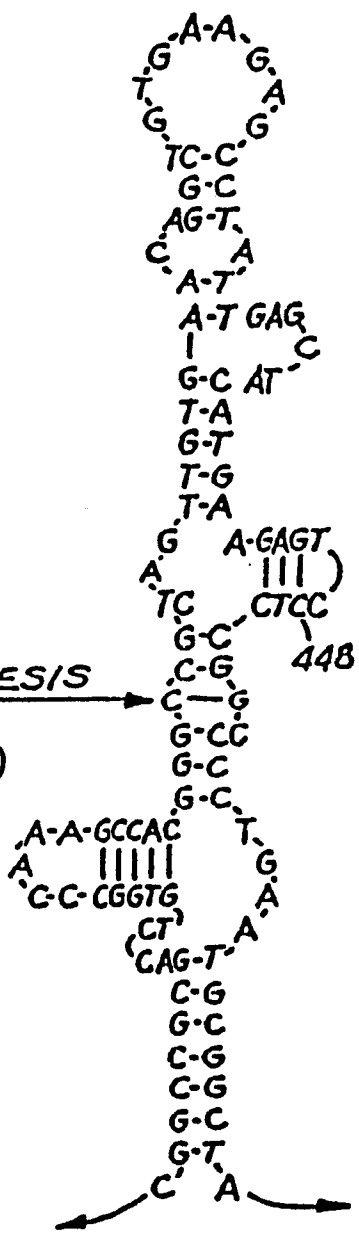 A-A
G G
T A
G G
TC-C
G-C
AG-T
C A
A-T
A-T GAG
C
G-C AT
T-A
G-T
T-G
T-A
G A-GAGT
A
TC CTCC
G-C
C-G 448
ESIS
C-G
G-CC
)
G-C
G-C
A-A-GCCAC T
A G
C-C-CGGTG A
CT A
CAG-T
C-G
G-C
C-G
C-G
G-C
G-T
C A